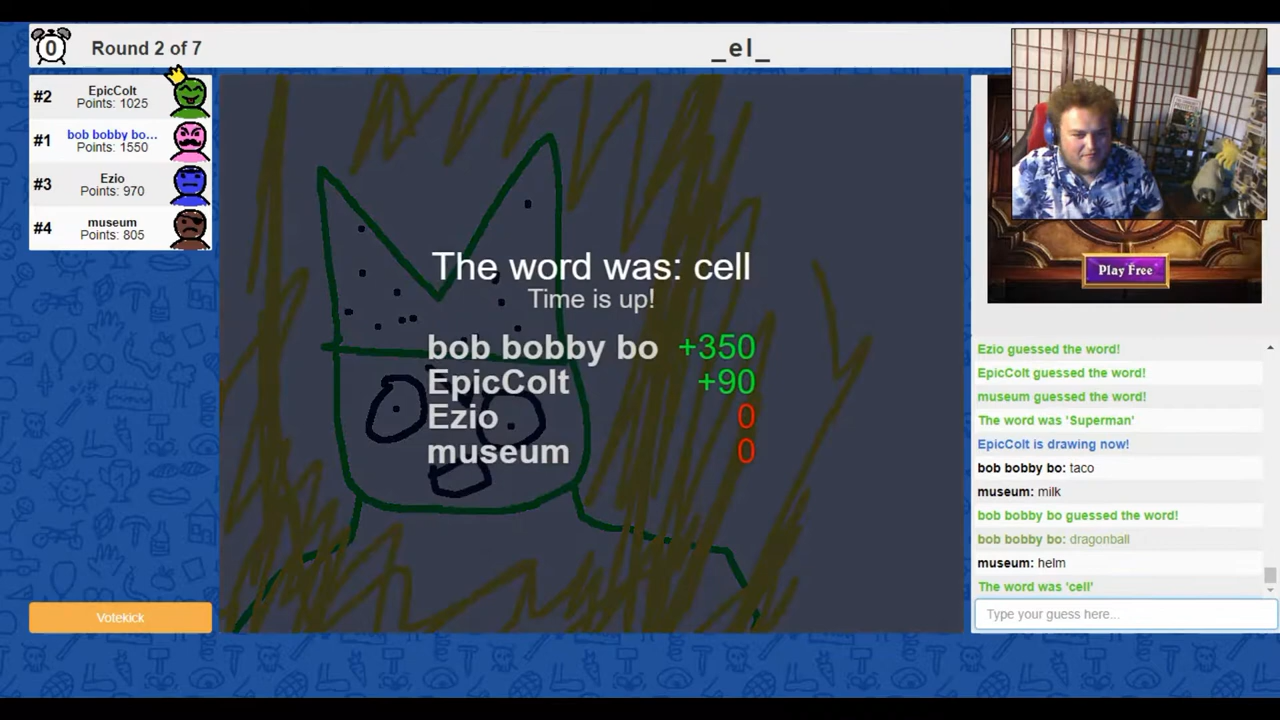 0
Round 2 of 7
_el_
#2
EpicColt
Points: 1025
#1
bob bobby bo...
Points: 1550
#3
Ezio
Points: 970
#4
museum
Points: 805
The word was: cell
Time is up!
bob bobby bo +350
EpicColt +90
Ezio 0
museum 0
Votekick
Play Free
Ezio guessed the word!
EpicColt guessed the word!
museum guessed the word!
The word was 'Superman'
EpicColt is drawing now!
bob bobby bo: taco
museum: milk
bob bobby bo guessed the word!
bob bobby bo: dragonball
museum: helm
The word was 'cell'
Type your guess here...